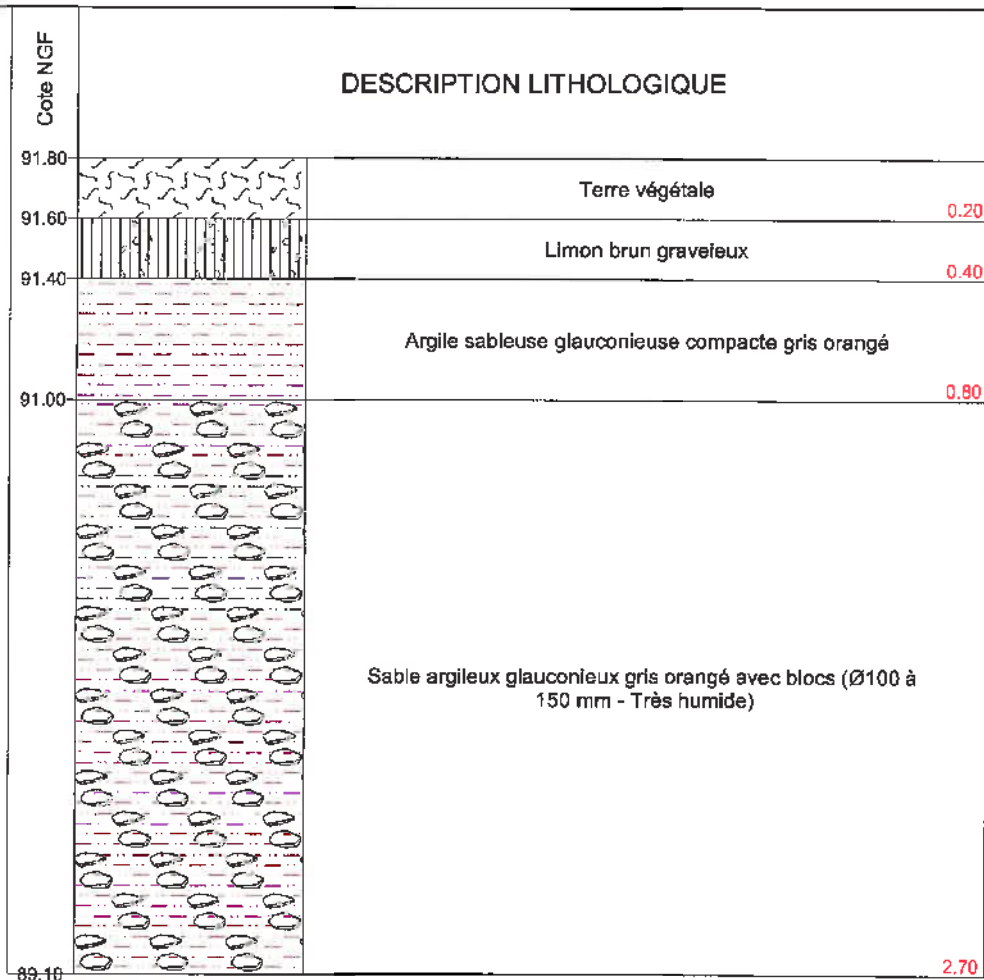 Cote NGF
DESCRIPTION LITHOLOGIQUE
91.80
Terre végétale
0.20
91.60
Limon brun graveleux
0.40
91.40
Argile sableuse glauconieuse compacte gris orangé
0.80
91.00
Sable argileux glauconieux gris orangé avec blocs (Ø100 à
150 mm - Très humide)
2.70
89.10